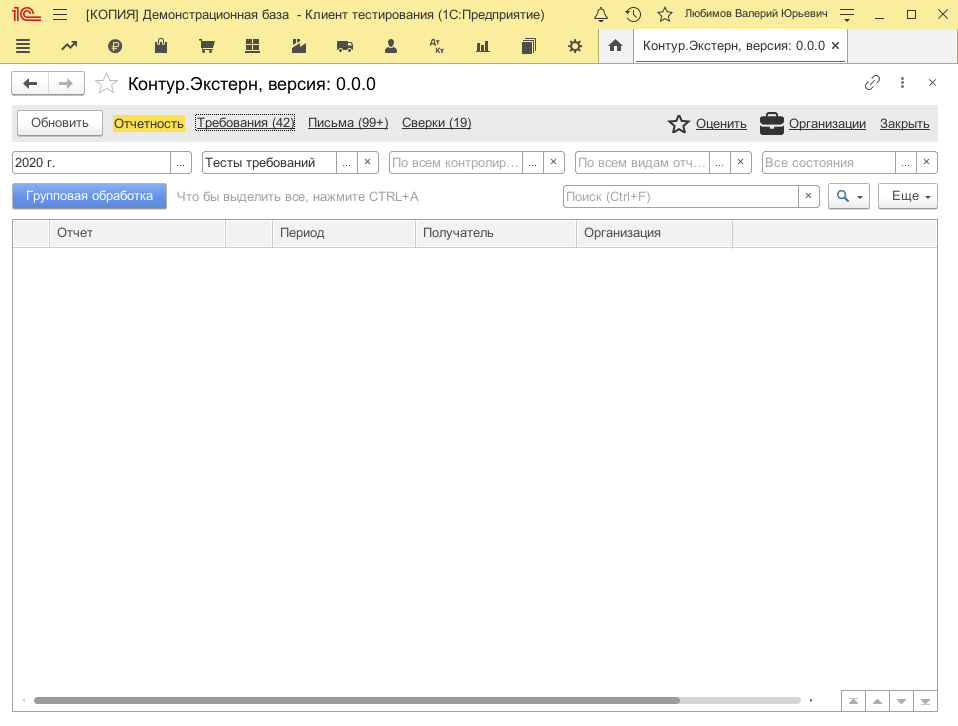 [КОПИЯ] Демонстрационная база - Клиент тестирования (1С:Предприятие) Любимов Валерий Юрьевич
Дт Кт Контур.Экстерн, версия: 0.0.0 ×
Контур.Экстерн, версия: 0.0.0
Обновить Отчетность Требования (42) Письма (99+) Сверки (19) Оценить Организации Закрыть
2020 г. ... Тесты требований ... × По всем контролир... ... × По всем видам отч... ... × Все состояния ... ×
Групповая обработка Что бы выделить все, нажмите CTRL+A Поиск (Ctrl+F) × Еще
Отчет Период Получатель Организация